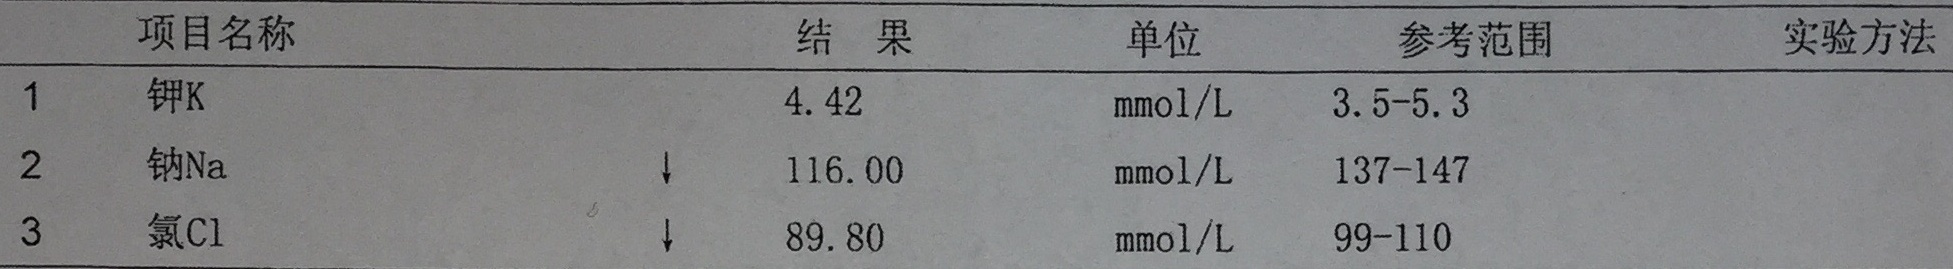 项目名称 结 果 单位 参考范围 实验方法
1 钾K 4.42 mmol/L 3.5-5.3
2 钠Na ↓ 116.00 mmol/L 137-147
3 氯Cl ↓ 89.80 mmol/L 99-110